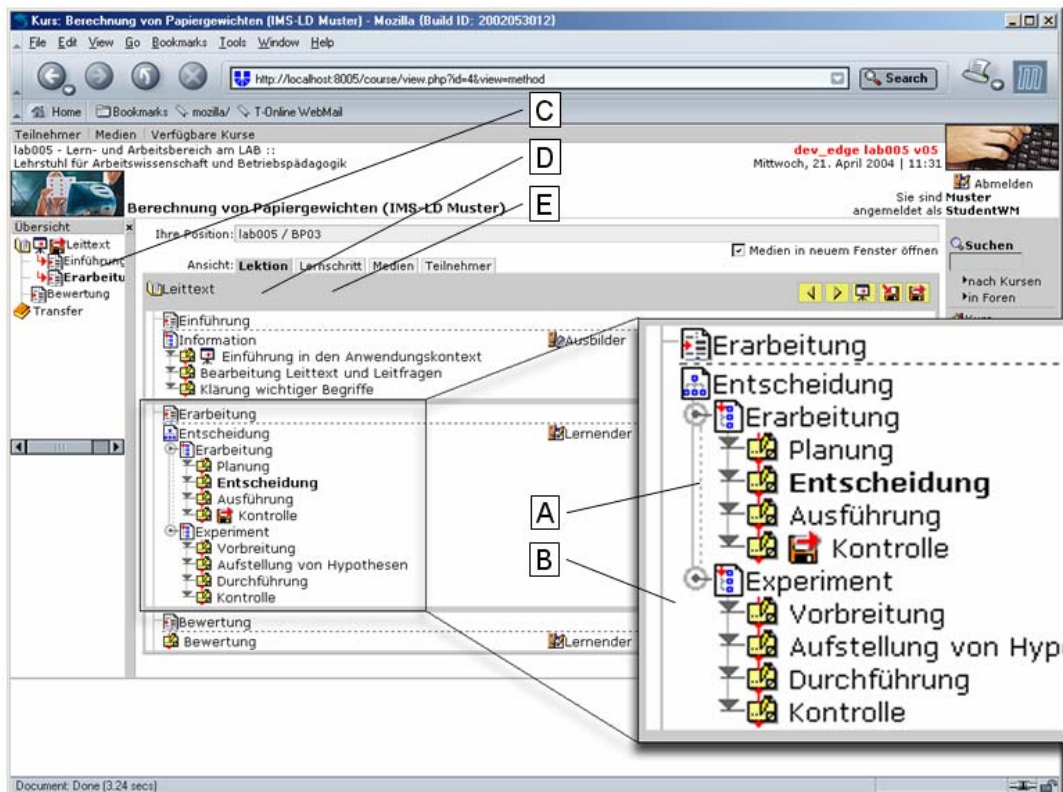 Kurs: Berechnung von Papiergewichten (IMS-LD Muster) - Mozilla {Build ID: 2002053012}
File Edit View Go Bookmarks Tools Window Help
http://localhost:8005/course/view.php?id=4&view=method
Search
Home Bookmarks mozilla/ T-Online WebMail
C
Teilnehmer Medien Verfügbare Kurse
lab005 - Lern- und Arbeitsbereich am LAB ::
Lehrstuhl für Arbeitswissenschaft und Betriebspädagogik
dev_edge lab005 v05
Mittwoch, 21. April 2004 | 11:31
D
Abmelden
Berechnung von Papiergewichten (IMS-LD Muster)
E
Sie sind Muster
angemeldet als StudentWM
Übersicht x
Leittext
Einführung
Erarbeitu
Bewertung
Transfer
Ihre Position: lab005 / BP03
Medien in neuem Fenster öffnen
Ansicht: Lektion Lernschritt Medien Teilnehmer
Suchen
nach Kursen
in Foren
Kurs
Leittext
Einführung
Information Ausbilder
Einführung in den Anwendungskontext
Bearbeitung Leittext und Leitfragen
Klärung wichtiger Begriffe
Erarbeitung
Entscheidung Lernender
Erarbeitung
Planung
Entscheidung
Ausführung
Kontrolle
Experiment
Vorbreitung
Aufstellung von Hypothesen
Durchführung
Kontrolle
Bewertung
Bewertung Lernender
A
B
Erarbeitung
Entscheidung
Erarbeitung
Planung
Entscheidung
Ausführung
Kontrolle
Experiment
Vorbreitung
Aufstellung von Hyp
Durchführung
Kontrolle
Document: Done (3.24 secs)